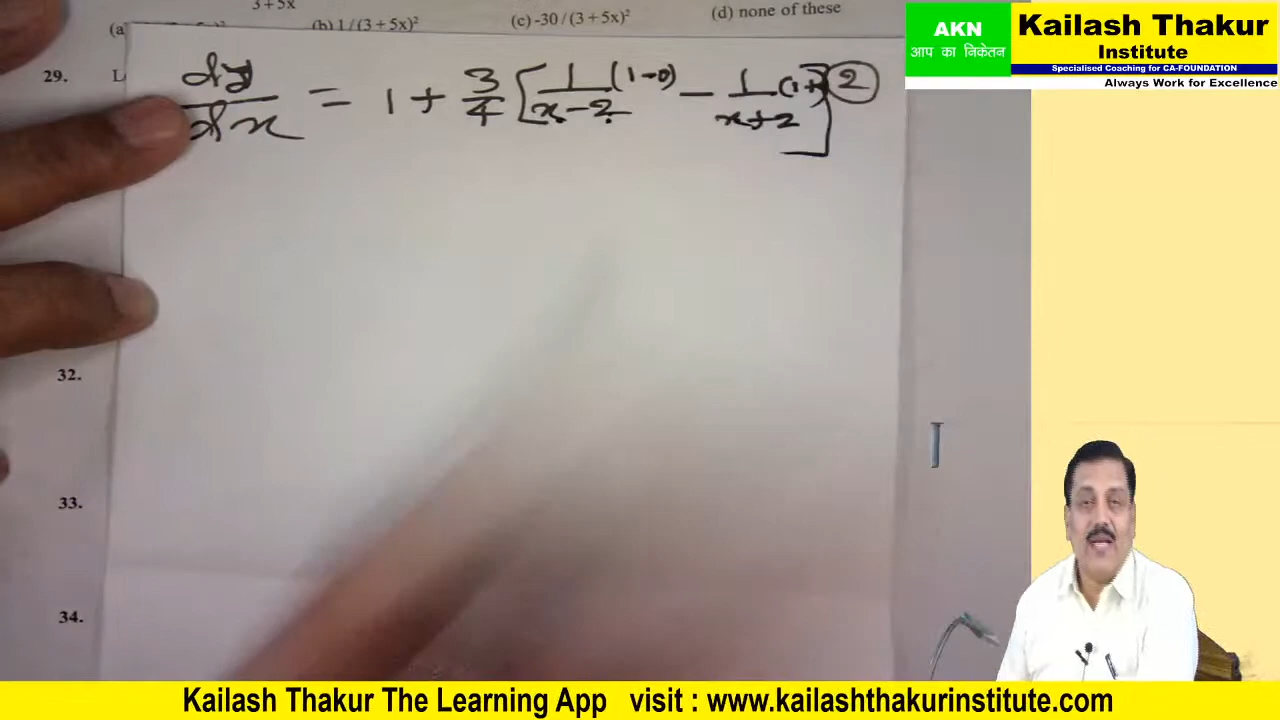 3 + 5x
(a
(b) 1 / (3 + 5x)²
(c) -30 / (3 + 5x)²
(d) none of these
29.
L
dy/dx = 1 + 3/4 [ 1/(x-2) (1-0) - 1/(x+2) (1+ ] ②
32.
33.
34.
AKN
आप का निकेतन
Kailash Thakur
Institute
Specialised Coaching for CA-FOUNDATION
Always Work for Excellence
Kailash Thakur The Learning App visit : www.kailashthakurinstitute.com